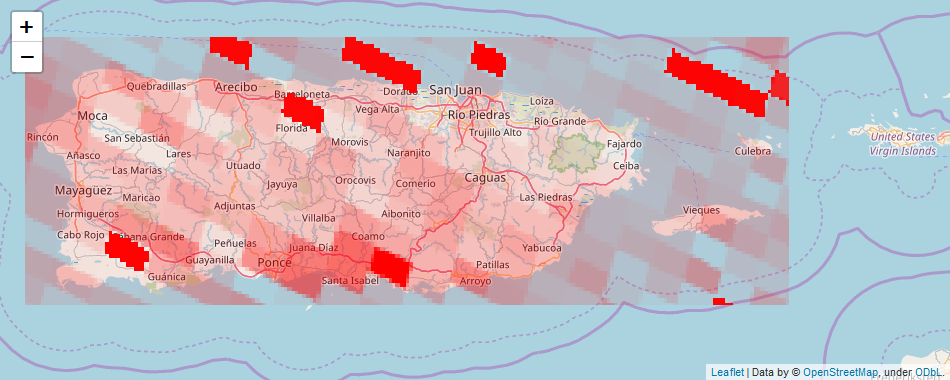 +
−
Quebradillas
Arecibo
Barceloneta
Dorado
San Juan
Loíza
Moca
Vega Alta
Río Piedras
Río Grande
Rincón
San Sebastián
Florida
Morovis
Trujillo Alto
Fajardo
United States
Virgin Islands
Añasco
Lares
Naranjito
Culebra
Las Marías
Utuado
Ceiba
Mayagüez
Jayuya
Orocovis
Comerío
Caguas
Maricao
Las Piedras
Hormigueros
Adjuntas
Villalba
Aibonito
Vieques
Cabo Rojo
Sabana Grande
Peñuelas
Juana Díaz
Coamo
Yabucoa
Guayanilla
Ponce
Patillas
Guánica
Santa Isabel
Arroyo
Leaflet | Data by © OpenStreetMap, under ODbL.